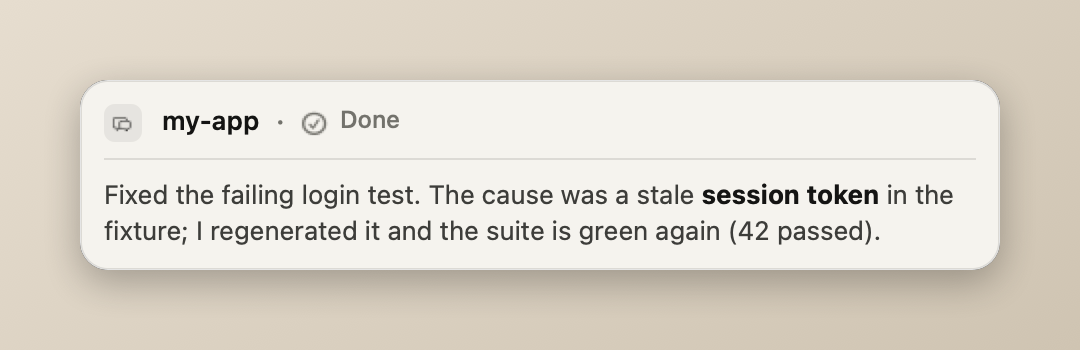 my-app · Done
Fixed the failing login test. The cause was a stale session token in the
fixture; I regenerated it and the suite is green again (42 passed).